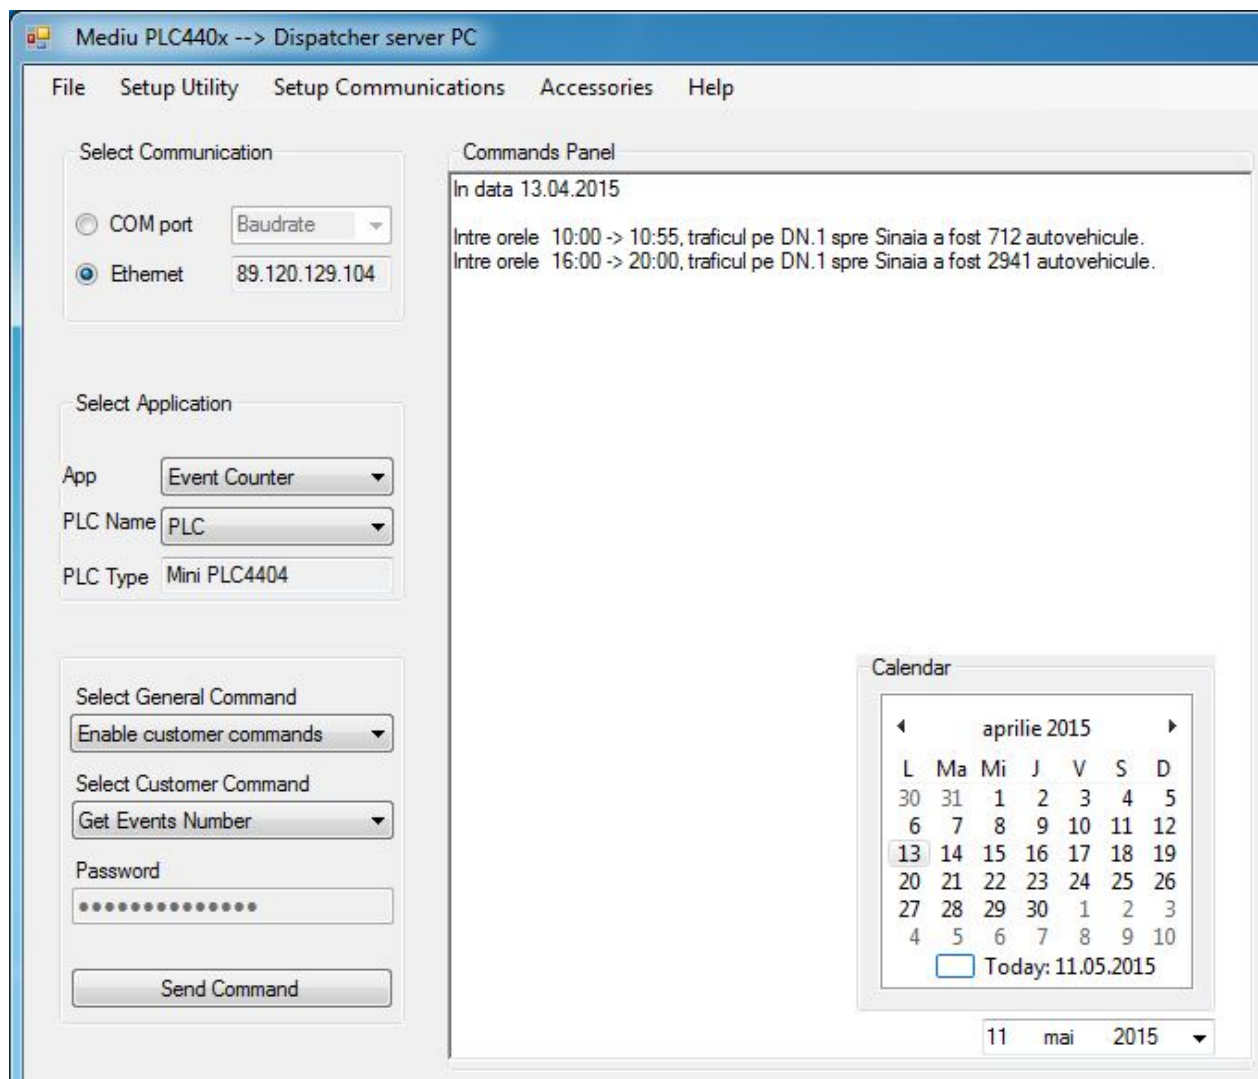 Mediu PLC440x --> Dispatcher server PC
File Setup Utility Setup Communications Accessories Help
Select Communication
COM port Baudrate
Ethernet 89.120.129.104
Select Application
App Event Counter
PLC Name PLC
PLC Type Mini PLC4404
Select General Command
Enable customer commands
Select Customer Command
Get Events Number
Password
●●●●●●●●●●●●●●
Send Command
Commands Panel
In data 13.04.2015
Intre orele 10:00 -> 10:55, traficul pe DN.1 spre Sinaia a fost 712 autovehicule.
Intre orele 16:00 -> 20:00, traficul pe DN.1 spre Sinaia a fost 2941 autovehicule.
Calendar
aprilie 2015
L Ma Mi J V S D
30 31 1 2 3 4 5
6 7 8 9 10 11 12
13 14 15 16 17 18 19
20 21 22 23 24 25 26
27 28 29 30 1 2 3
4 5 6 7 8 9 10
Today: 11.05.2015
11 mai 2015